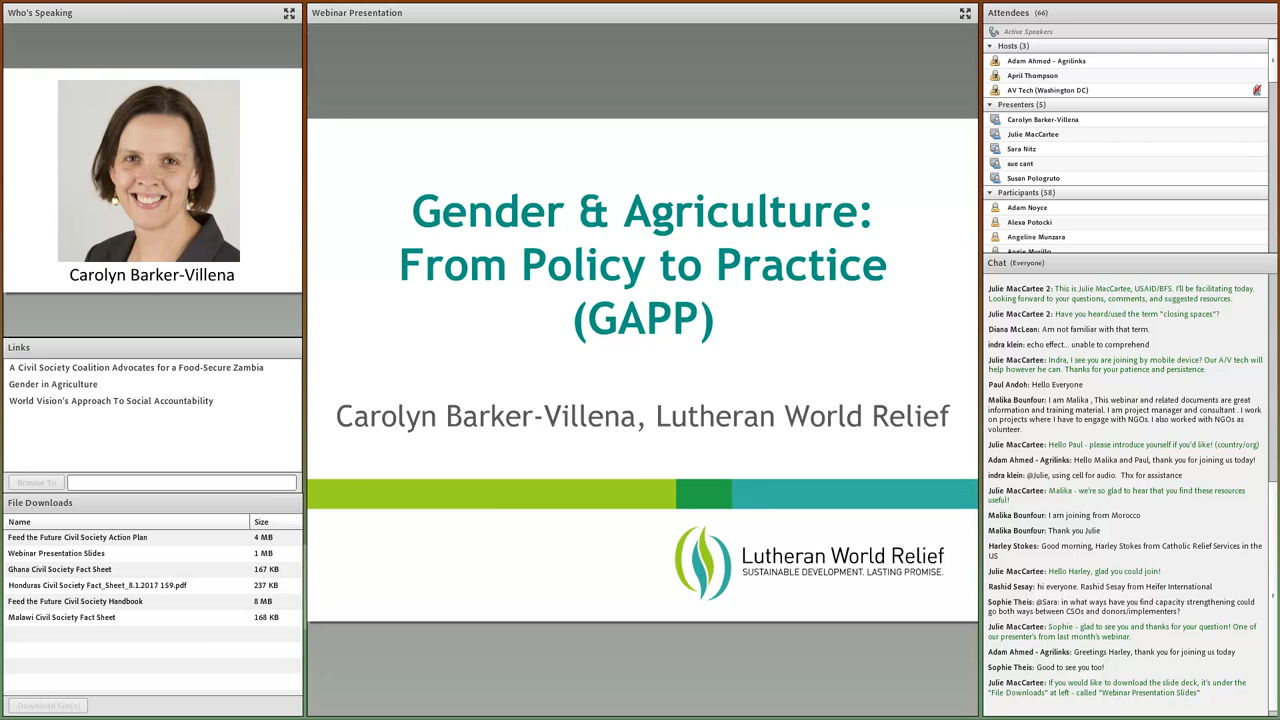 Who's Speaking
Carolyn Barker-Villena
Links
A Civil Society Coalition Advocates for a Food-Secure Zambia
Gender in Agriculture
World Vision's Approach To Social Accountability
Browse To
File Downloads
Name Size
Feed the Future Civil Society Action Plan 4 MB
Webinar Presentation Slides 1 MB
Ghana Civil Society Fact Sheet 167 KB
Honduras Civil Society Fact_Sheet_8.1.2017 159.pdf 237 KB
Feed the Future Civil Society Handbook 8 MB
Malawi Civil Society Fact Sheet 168 KB
Download File(s)
Webinar Presentation
Gender & Agriculture:
From Policy to Practice
(GAPP)
Carolyn Barker-Villena, Lutheran World Relief
Lutheran World Relief
SUSTAINABLE DEVELOPMENT. LASTING PROMISE.
Attendees (66)
Active Speakers
Hosts (3)
Adam Ahmed - Agrilinks
April Thompson
AV Tech (Washington DC)
Presenters (5)
Carolyn Barker-Villena
Julie MacCartee
Sara Nitz
sue cant
Susan Pologruto
Participants (58)
Adam Noyce
Alexa Potocki
Angeline Munzara
Angie Murillo
Chat (Everyone)
Julie MacCartee 2: This is Julie MacCartee, USAID/BFS. I'll be facilitating today.
Looking forward to your questions, comments, and suggested resources.
Julie MacCartee 2: Have you heard/used the term "closing spaces"?
Diana McLean: Am not familiar with that term.
indra klein: echo effect... unable to comprehend
Julie MacCartee: Indra, I see you are joining by mobile device? Our A/V tech will
help however he can. Thanks for your patience and persistence.
Paul Andoh: Hello Everyone
Malika Bounfour: I am Malika , This webinar and related documents are great
information and training material. I am project manager and consultant . I work
on projects where I have to engage with NGOs. I also worked with NGOs as
volunteer.
Julie MacCartee: Hello Paul - please introduce yourself if you'd like! (country/org)
Adam Ahmed - Agrilinks: Hello Malika and Paul, thank you for joining us today!
indra klein: @Julie, using cell for audio. Thx for assistance
Julie MacCartee: Malika - we're so glad to hear that you find these resources
useful!
Malika Bounfour: I am joining from Morocco
Malika Bounfour: Thank you Julie
Harley Stokes: Good morning, Harley Stokes from Catholic Relief Services in the
US
Julie MacCartee: Hello Harley, glad you could join!
Rashid Sesay: hi everyone. Rashid Sesay from Heifer International
Sophie Theis: @Sara: in what ways have you find capacity strengthening could
go both ways between CSOs and donors/implementers?
Julie MacCartee: Sophie - glad to see you and thanks for your question! One of
our presenter's from last month's webinar.
Adam Ahmed - Agrilinks: Greetings Harley, thank you for joining us today
Sophie Theis: Good to see you too!
Julie MacCartee: If you would like to download the slide deck, it's under the
"File Downloads" at left - called "Webinar Presentation Slides"